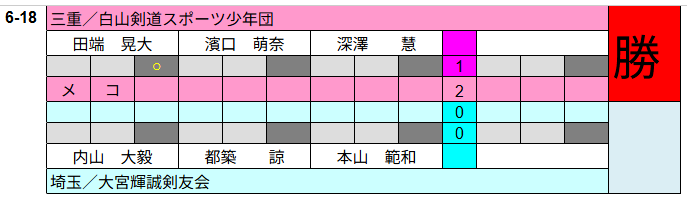 6-18 三重／白山剣道スポーツ少年団 勝
田端 晃大 濱口 萌奈 深澤 慧
○ 1
メ コ 2
0
0
内山 大毅 都築 諒 本山 範和
埼玉／大宮輝誠剣友会